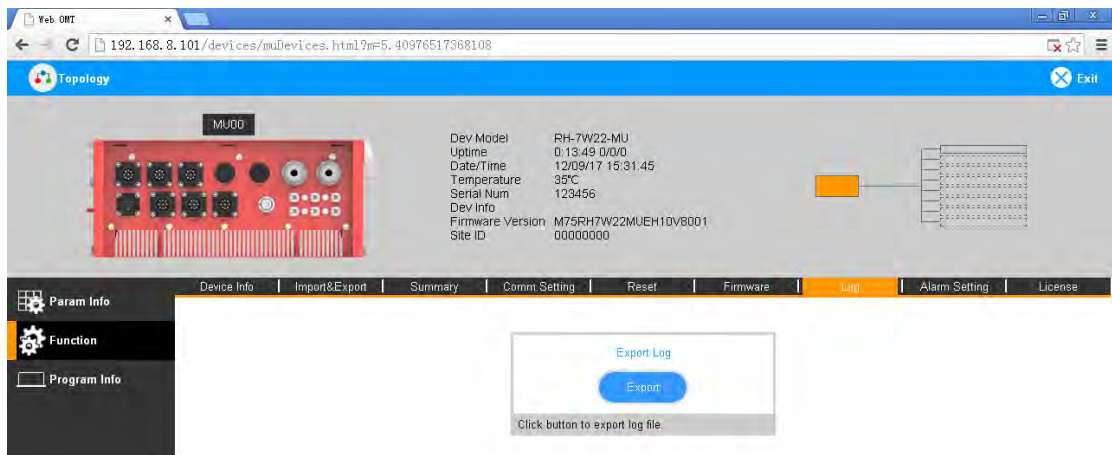 Web OMT
192.168.8.101/devices/muDevices.html?m=5.40976517368108
Topology
Exit
MU00
Dev Model RH-7W22-MU
Uptime 0:13:49 0/0/0
Date/Time 12/09/17 15:31:45
Temperature 35℃
Serial Num 123456
Dev Info
Firmware Version M75RH7W22MUEH10V8001
Site ID 00000000
Device Info Import&Export Summary Comm.Setting Reset Firmware Log Alarm Setting License
Param Info
Function
Program Info
Export Log
Export
Click button to export log file.